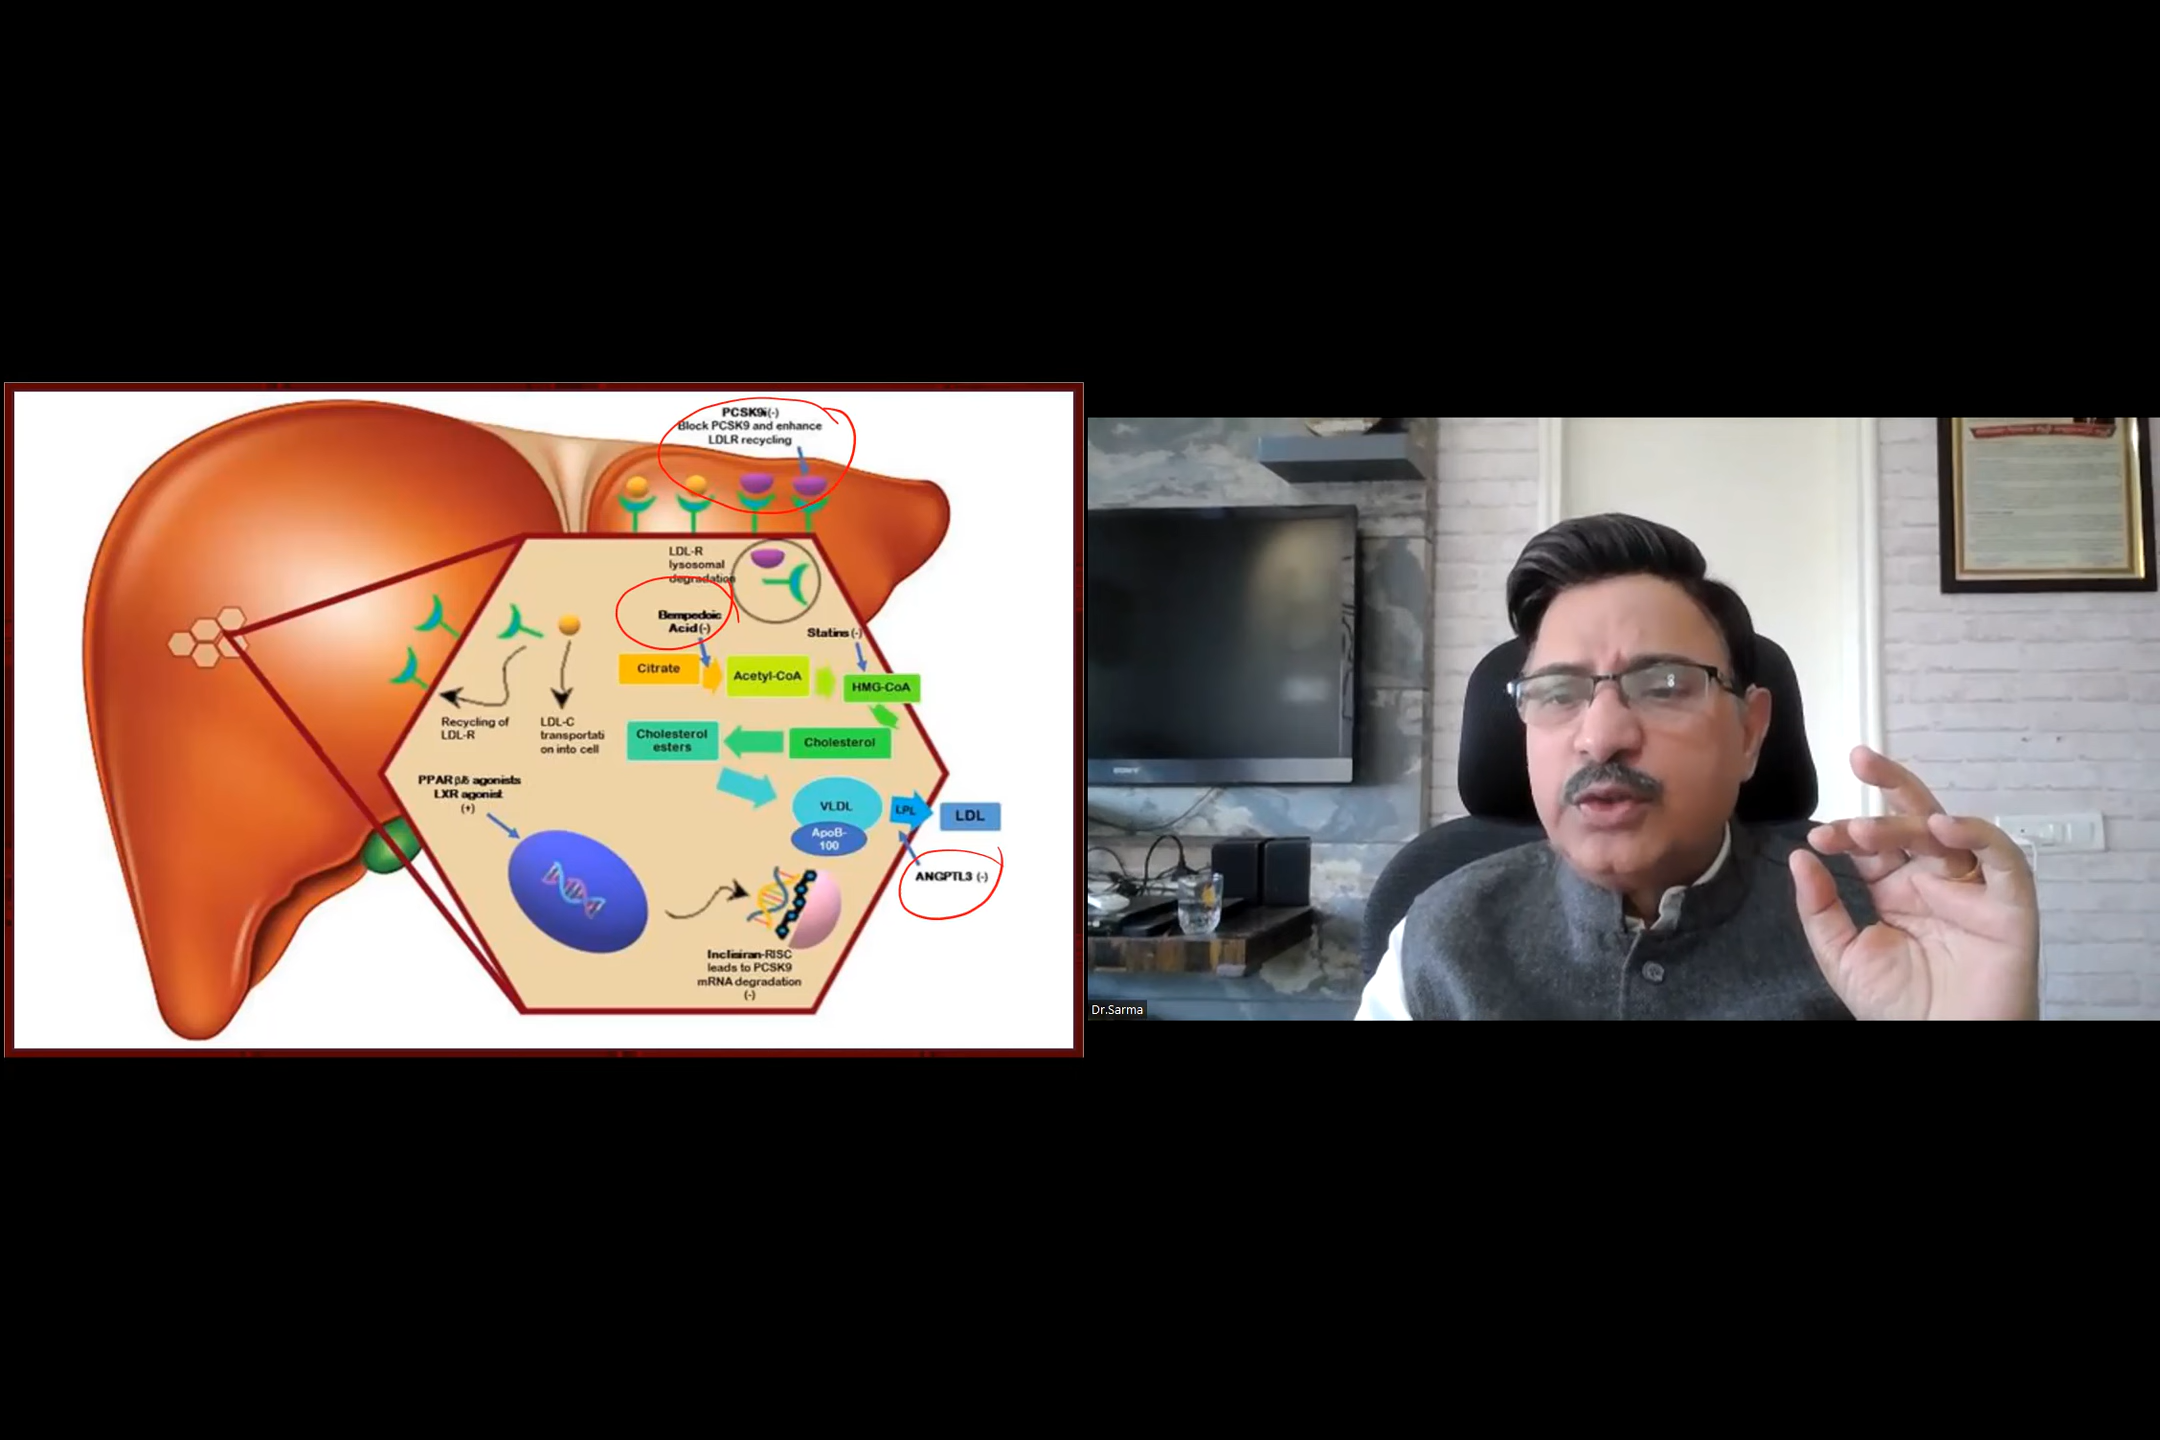 PCSK9i(-)
Block PCSK9 and enhance
LDLR recycling
LDL-R
lysosomal
degradation
Bempedoic
Acid (-)
Statins (-)
Citrate
Acetyl-CoA
HMG-CoA
Recycling of
LDL-R
LDL-C
transportati
on into cell
Cholesterol
esters
Cholesterol
PPAR β/δ agonists
LXR agonist
(+)
VLDL
LPL
LDL
ApoB-
100
ANGPTL3 (-)
Inclisiran-RISC
leads to PCSK9
mRNA degradation
(-)
SONY
Dr.Sarma